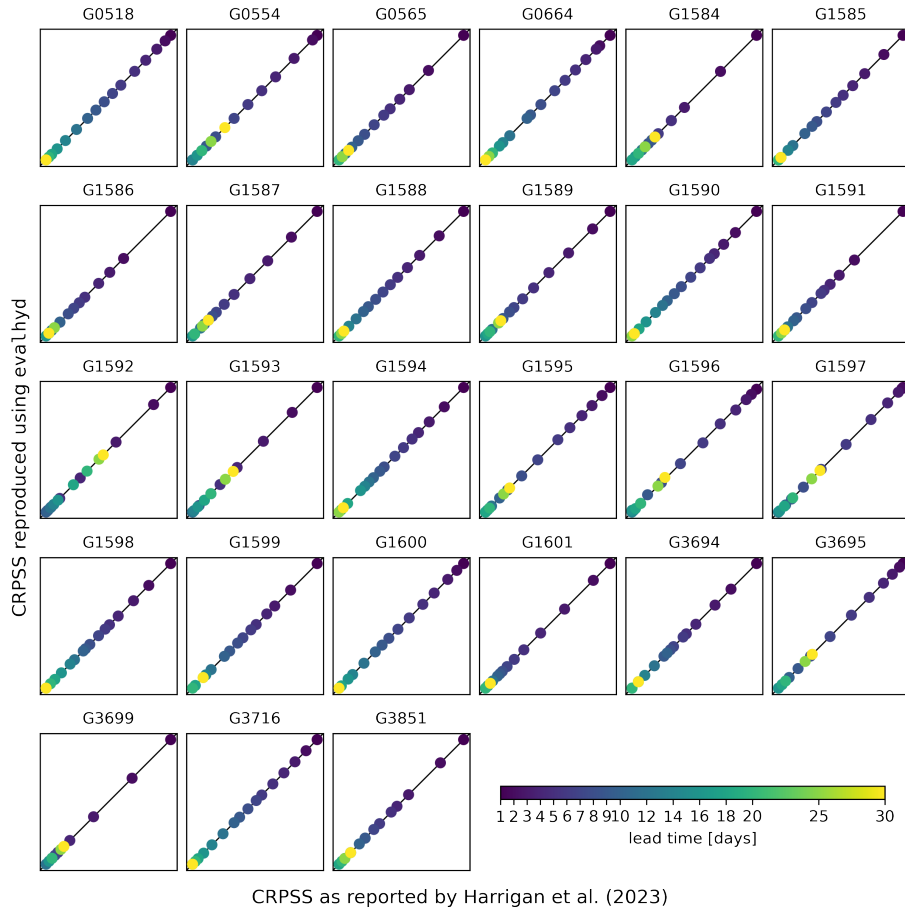 G0518 G0554 G0565 G0664 G1584 G1585
G1586 G1587 G1588 G1589 G1590 G1591
G1592 G1593 G1594 G1595 G1596 G1597
G1598 G1599 G1600 G1601 G3694 G3695
G3699 G3716 G3851
CRPSS reproduced using evalhyd
1 2 3 4 5 6 7 8 9 10 12 14 16 18 20 25 30
lead time [days]
CRPSS as reported by Harrigan et al. (2023)